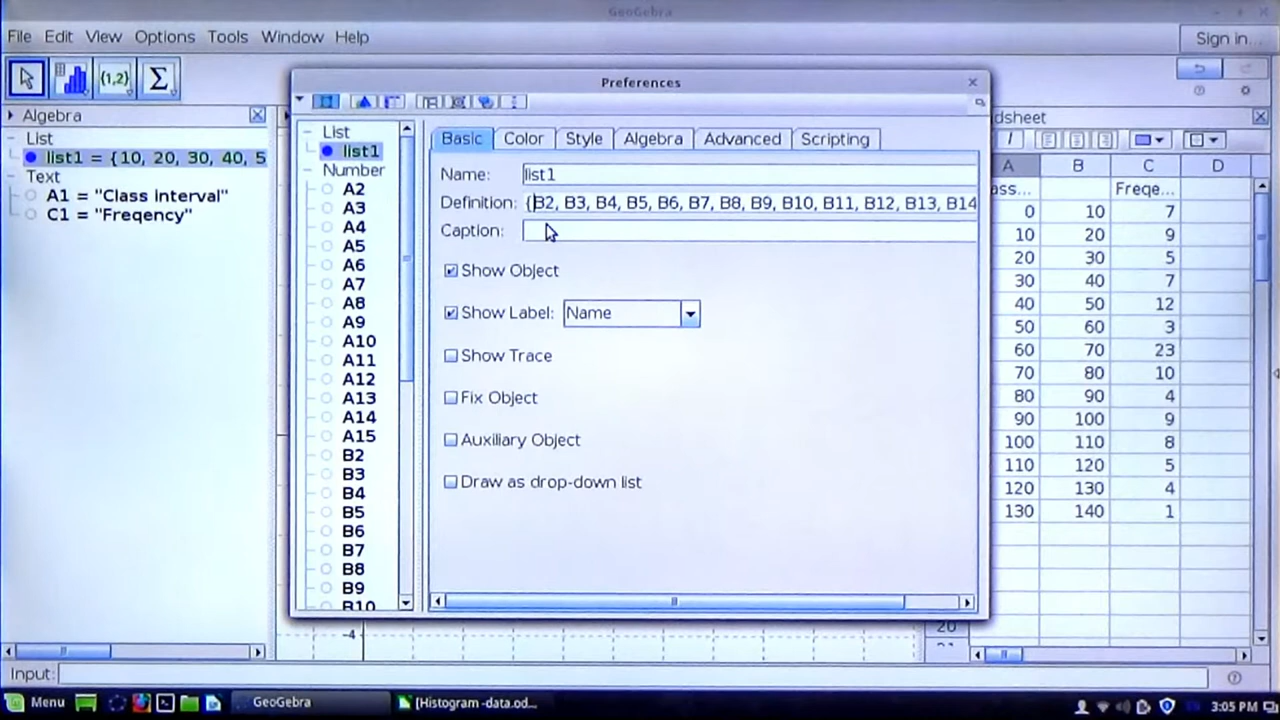 GeoGebra
File Edit View Options Tools Window Help
Sign in...
{1,2} Σ
Preferences
Algebra
List
list1 = {10, 20, 30, 40, 5
Text
A1 = "Class interval"
C1 = "Freqency"
List
list1
Number
A2
A3
A4
A5
A6
A7
A8
A9
A10
A11
A12
A13
A14
A15
B2
B3
B4
B5
B6
B7
B8
B9
B10
Basic Color Style Algebra Advanced Scripting
Name: list1
Definition: {B2, B3, B4, B5, B6, B7, B8, B9, B10, B11, B12, B13, B14
Caption:
Show Object
Show Label: Name
Show Trace
Fix Object
Auxiliary Object
Draw as drop-down list
dsheet
I
A B C D
ass... Freqe...
0 10 7
10 20 9
20 30 5
30 40 7
40 50 12
50 60 3
60 70 23
70 80 10
80 90 4
90 100 9
100 110 8
110 120 5
120 130 4
130 140 1
20
-4
Input:
Menu GeoGebra [Histogram -data.od... 3:05 PM